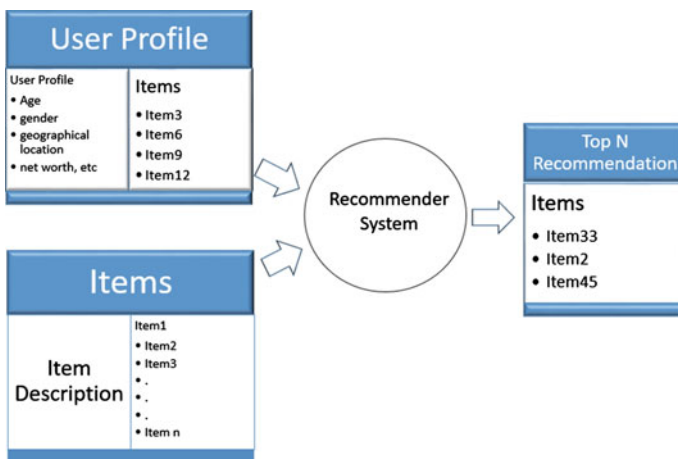 User Profile
User Profile
• Age
• gender
• geographical
location
• net worth, etc
Items
• Item3
• Item6
• Item9
• Item12
Items
Item
Description
Item1
• Item2
• Item3
• .
• .
• .
• Item n
Recommender
System
Top N
Recommendation
Items
• Item33
• Item2
• Item45